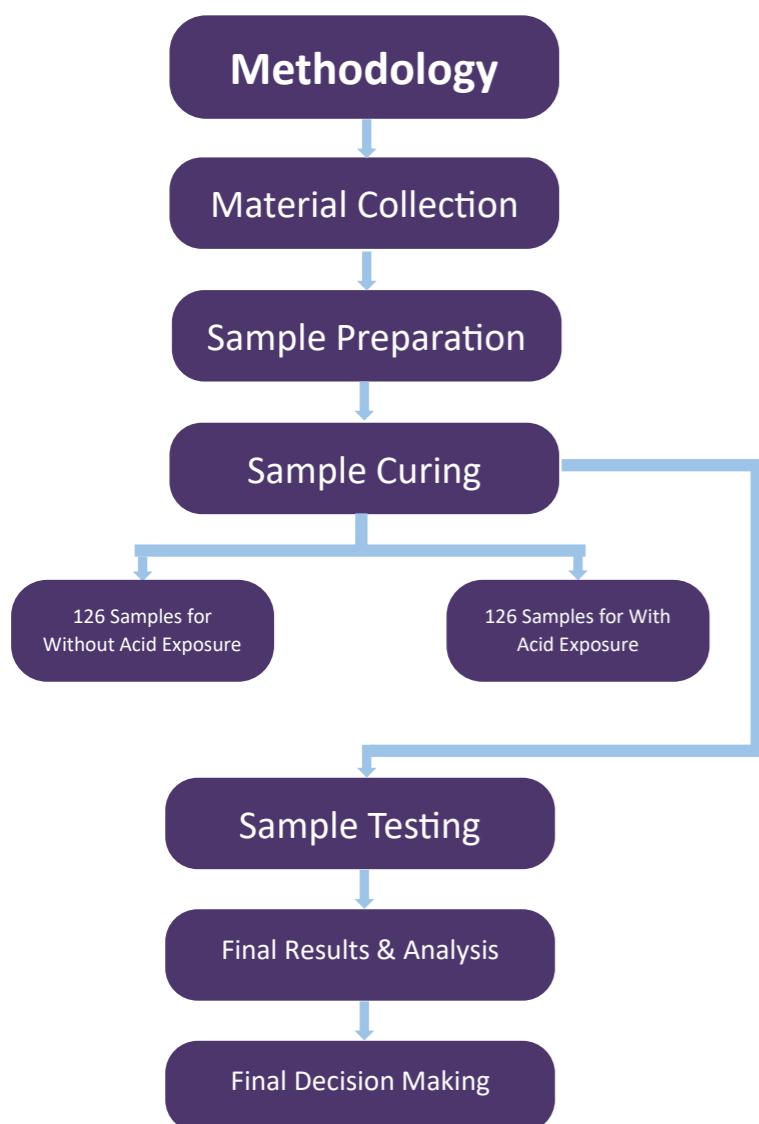 Methodology
Material Collection
Sample Preparation
Sample Curing
126 Samples for
Without Acid Exposure
126 Samples for With
Acid Exposure
Sample Testing
Final Results & Analysis
Final Decision Making